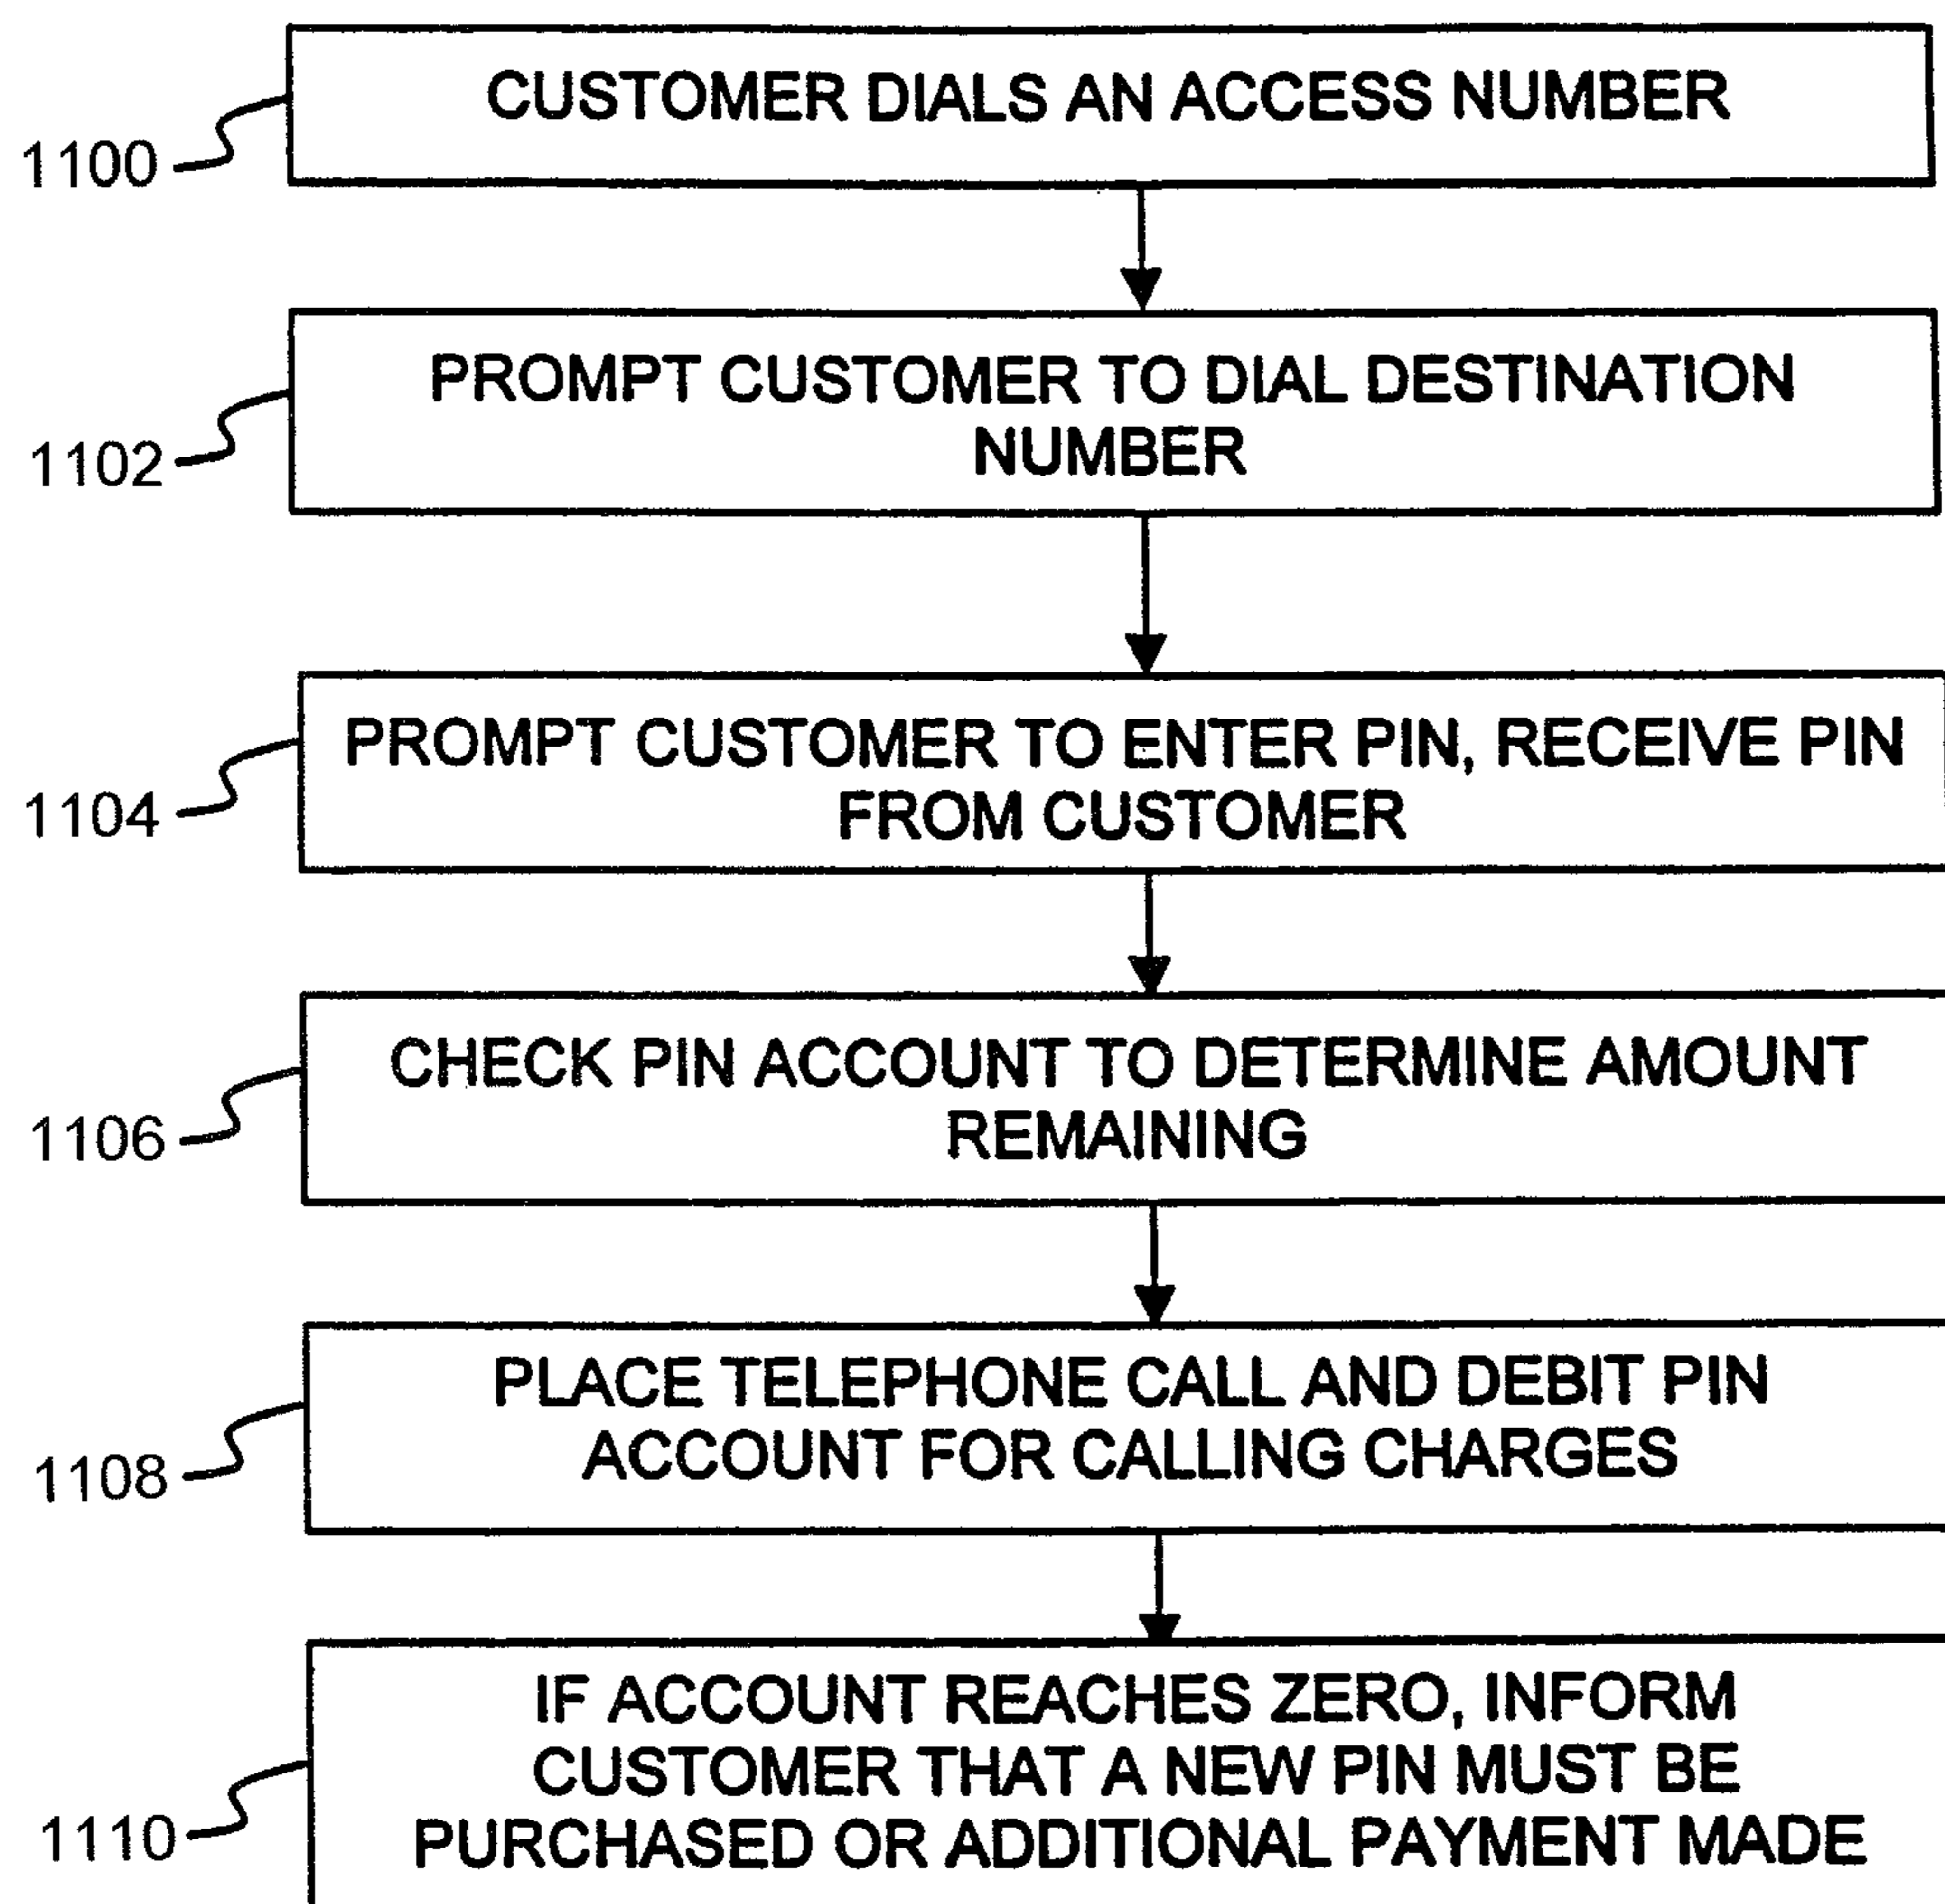 CUSTOMER DIALS AN ACCESS NUMBER
1100
PROMPT CUSTOMER TO DIAL DESTINATION
NUMBER
1102
PROMPT CUSTOMER TO ENTER PIN, RECEIVE PIN
FROM CUSTOMER
1104
CHECK PIN ACCOUNT TO DETERMINE AMOUNT
REMAINING
1106
PLACE TELEPHONE CALL AND DEBIT PIN
ACCOUNT FOR CALLING CHARGES
1108
IF ACCOUNT REACHES ZERO, INFORM
CUSTOMER THAT A NEW PIN MUST BE
PURCHASED OR ADDITIONAL PAYMENT MADE
1110